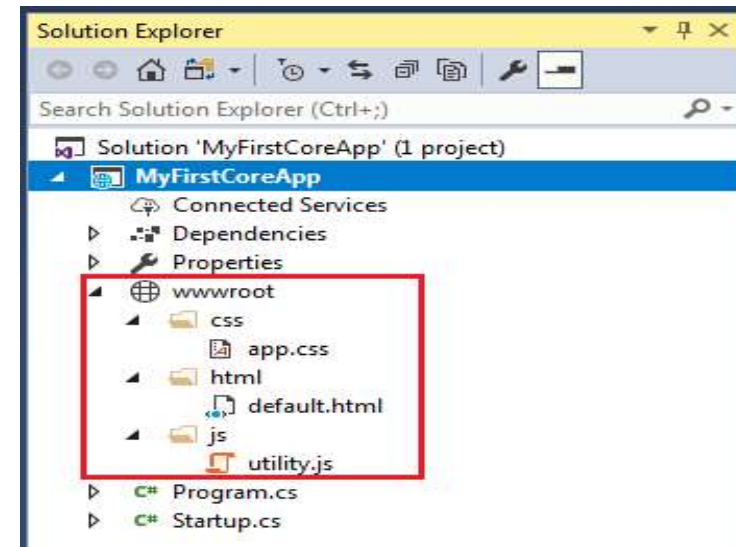 Solution Explorer
Search Solution Explorer (Ctrl+;)
Solution 'MyFirstCoreApp' (1 project)
MyFirstCoreApp
Connected Services
Dependencies
Properties
wwwroot
css
app.css
html
default.html
js
utility.js
C# Program.cs
C# Startup.cs